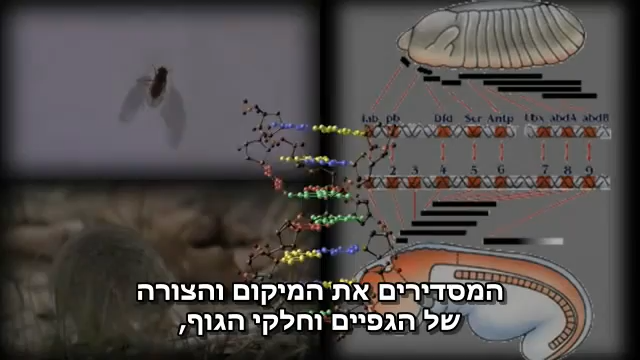 lab pb Dfd Scr Antp Ubx abdA abdB
2 3 4 5 6 7 8 9
המסדירים את המיקום והצורה
של הגפיים וחלקי הגוף,